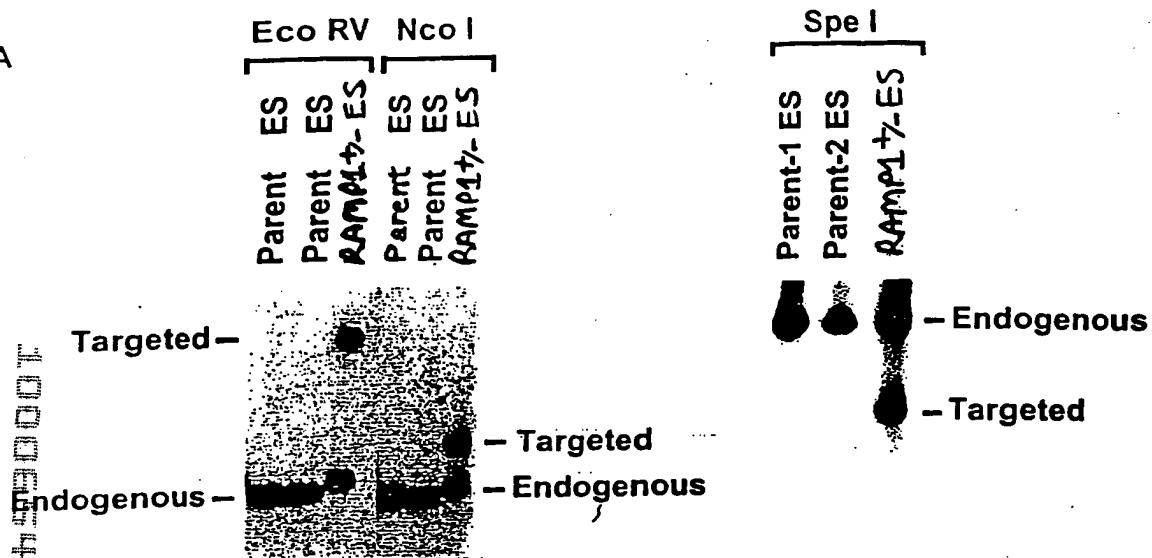 A
Eco RV Nco I
Spe I
Parent ES
Parent ES
RAMP1+/- ES
Parent ES
Parent ES
RAMP1+/- ES
Parent-1 ES
Parent-2 ES
RAMP1+/- ES
Targeted
Endogenous
Targeted
Endogenous
Endogenous
Targeted